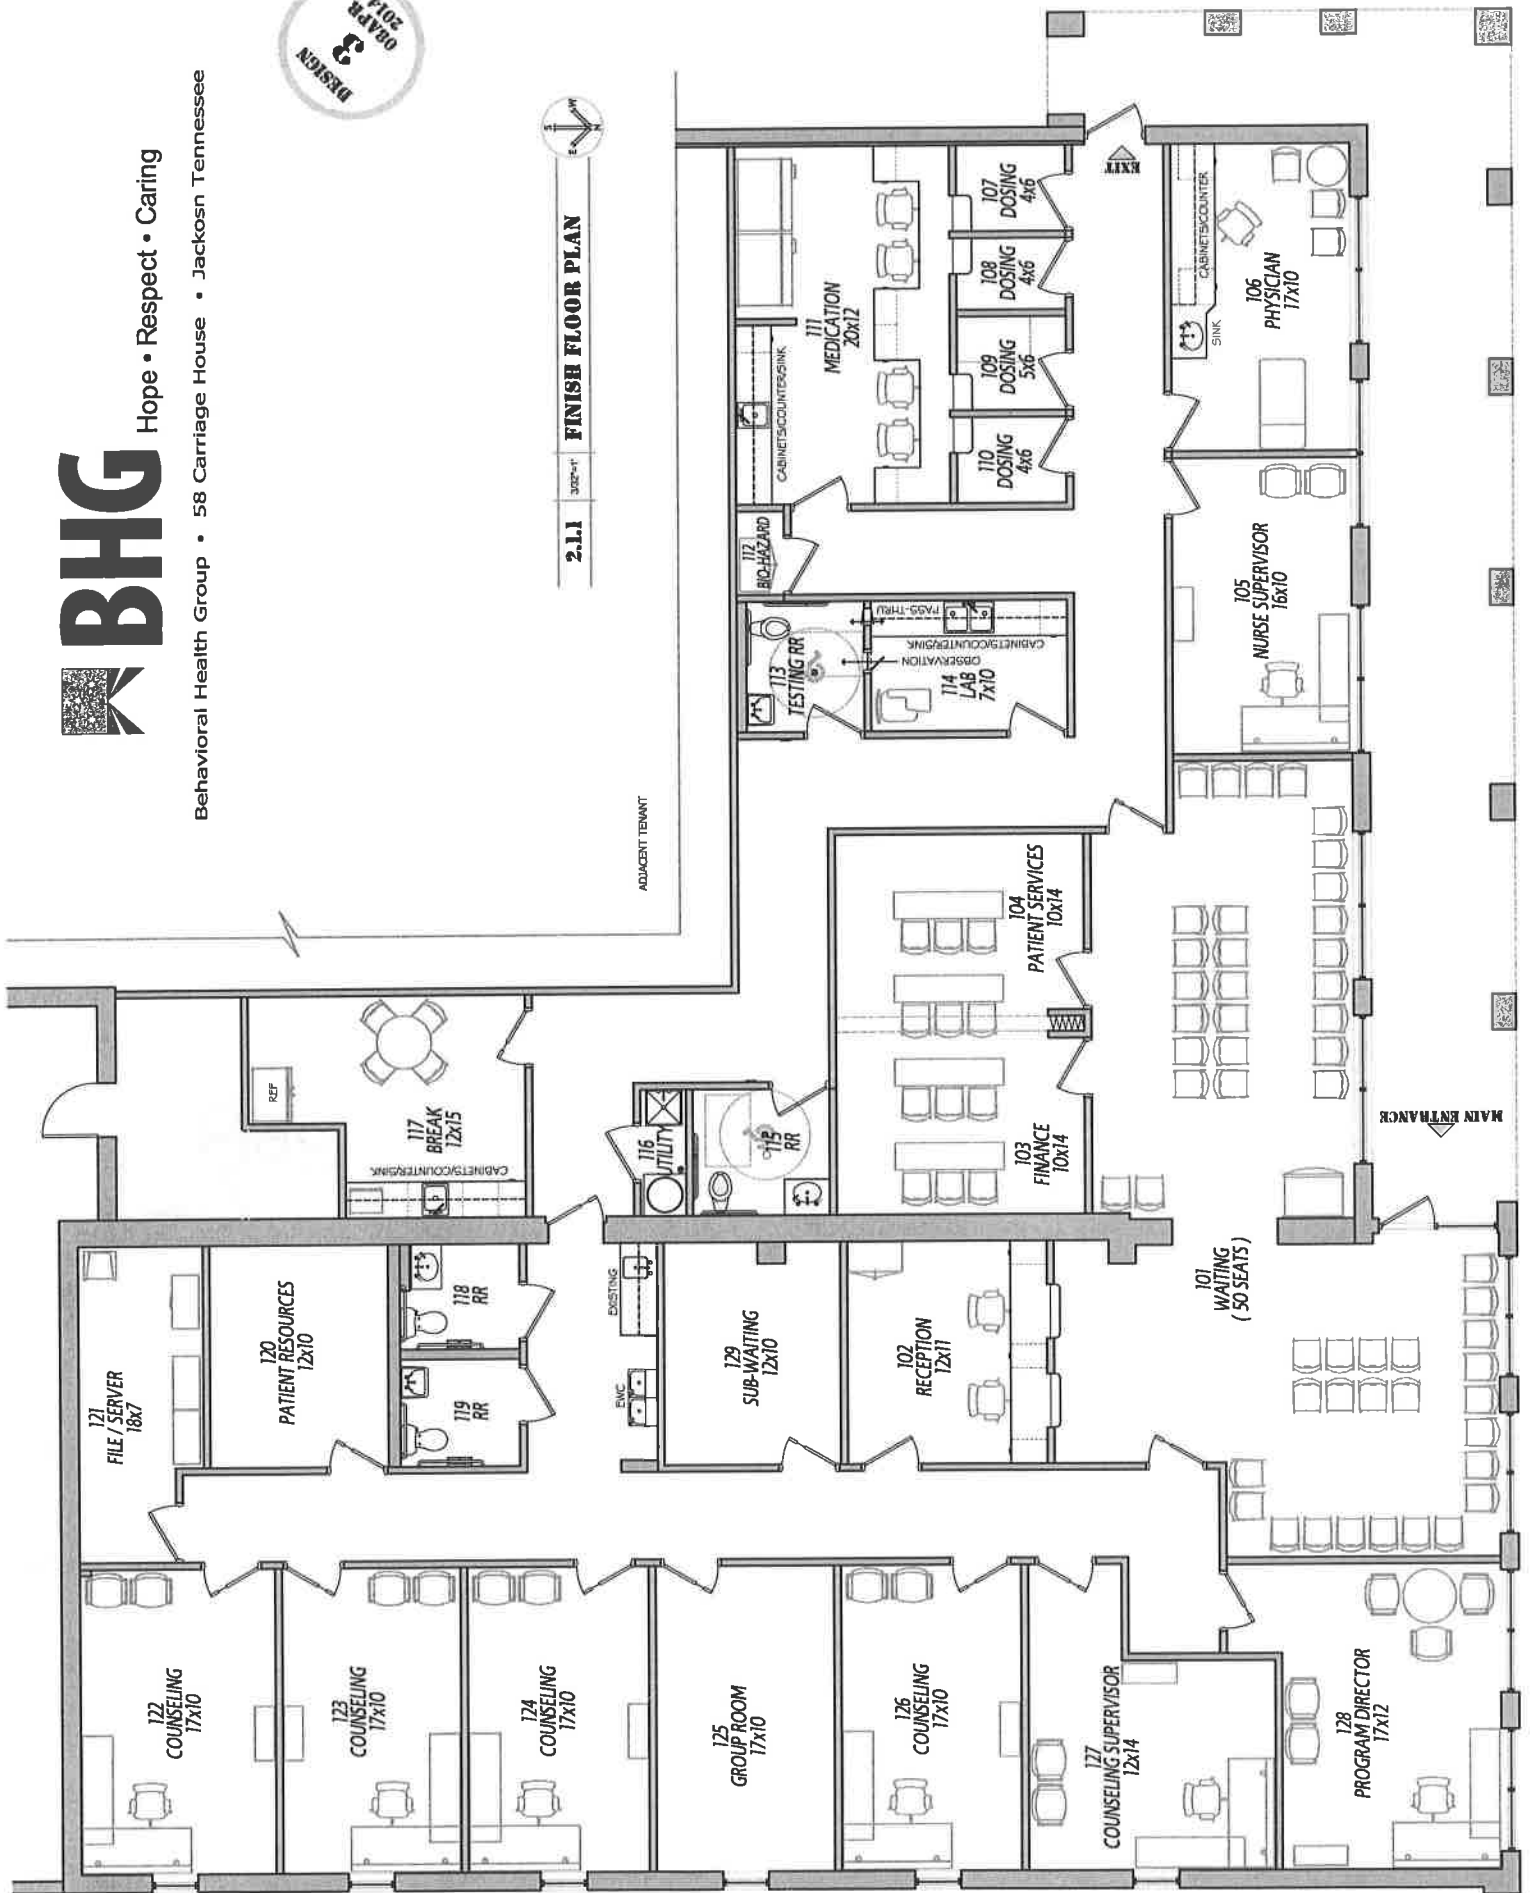 BHG
Hope • Respect • Caring
Behavioral Health Group • 58 Carriage House • Jackosn Tennessee
DESIGN
3
08APR
2014
2.1.1
3/32"=1'
FINISH FLOOR PLAN
S
W
N
E
ADJACENT TENANT
121
FILE / SERVER
18x7
120
PATIENT RESOURCES
12x10
118
RR
119
RR
EXISTING
EWC
129
SUB-WAITING
12x10
102
RECEPTION
12x11
101
WAITING
( 50 SEATS )
MAIN ENTRANCE
122
COUNSELING
17x10
123
COUNSELING
17x10
124
COUNSELING
17x10
125
GROUP ROOM
17x10
126
COUNSELING
17x10
127
COUNSELING SUPERVISOR
12x14
128
PROGRAM DIRECTOR
17x12
REF
117
BREAK
12x15
CABINETS/COUNTER/SINK
116
UTILITY
115
RR
103
FINANCE
10x14
104
PATIENT SERVICES
10x14
113
TESTING RR
PASS-THRU
OBSERVATION
CABINETS/COUNTER/SINK
114
LAB
7x10
112
BIO-HAZARD
CABINETS/COUNTER/SINK
111
MEDICATION
20x12
110
DOSING
4x6
109
DOSING
5x6
108
DOSING
4x6
107
DOSING
4x6
EXIT
105
NURSE SUPERVISOR
16x10
106
PHYSICIAN
17x10
SINK
CABINETS/COUNTER